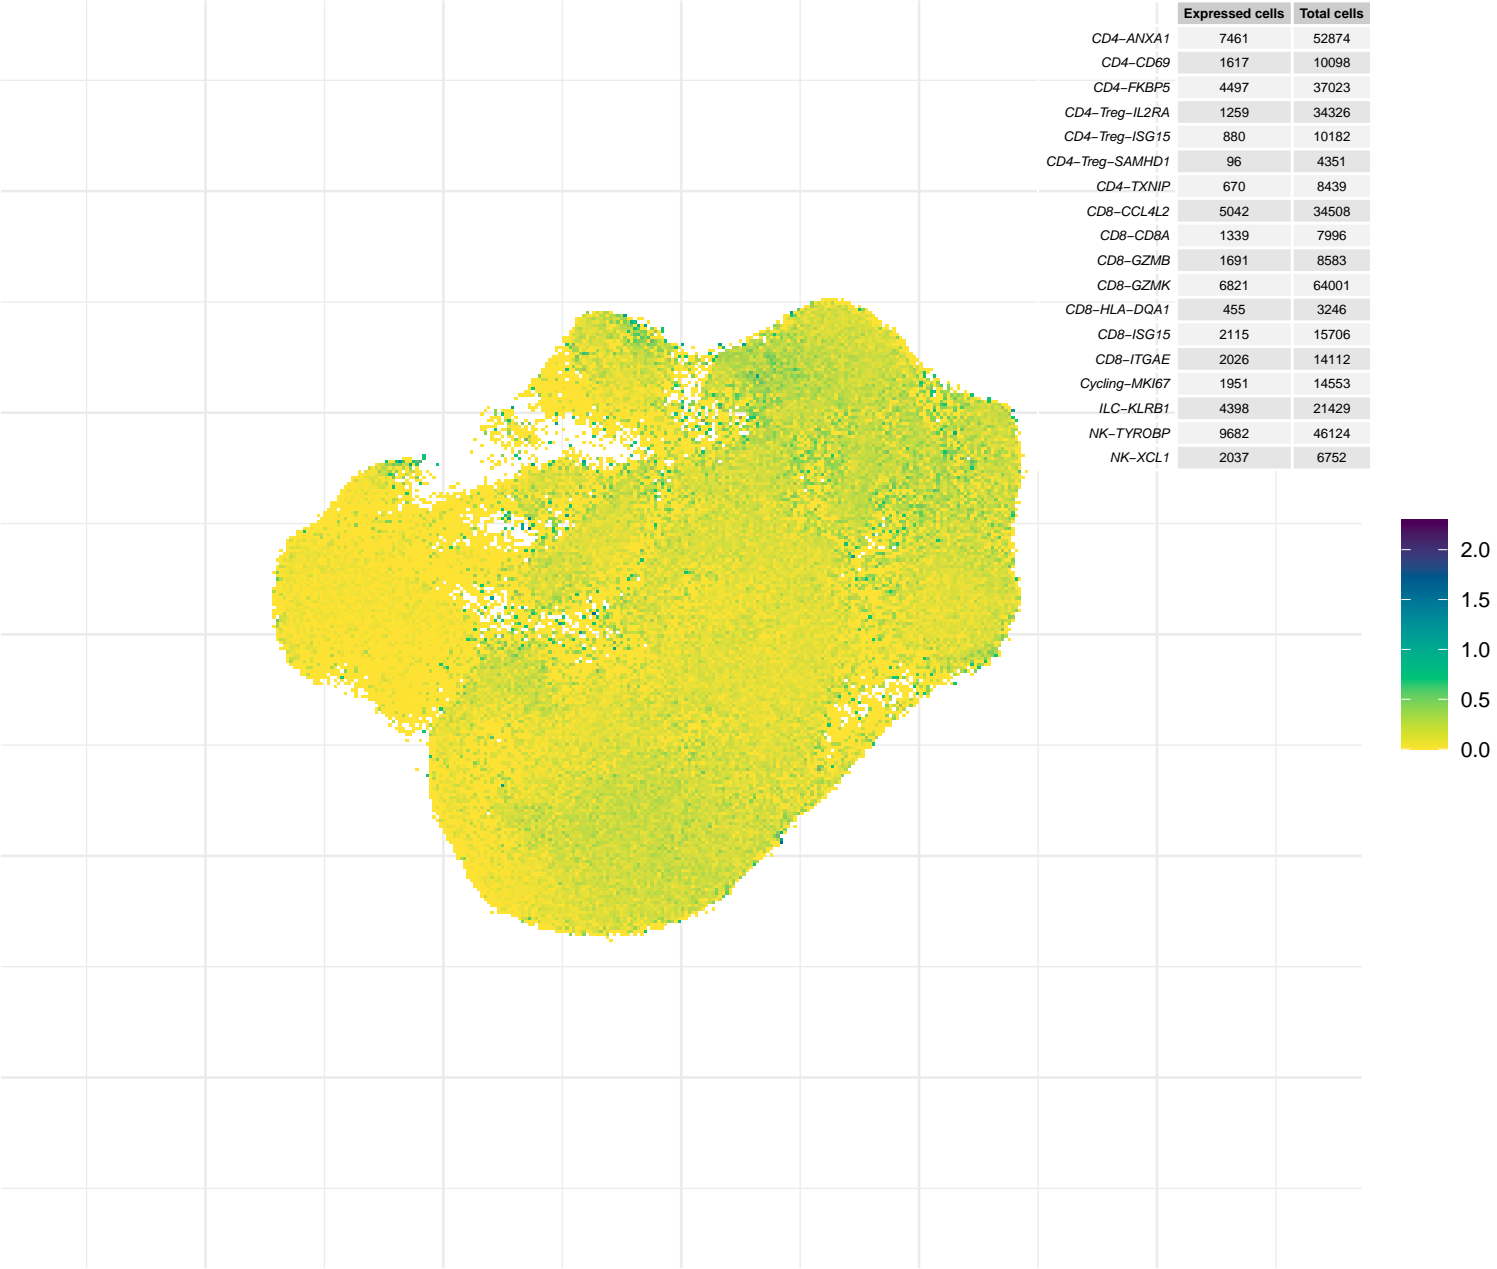 Expressed cells Total cells
CD4−ANXA1 7461 52874
CD4−CD69 1617 10098
CD4−FKBP5 4497 37023
CD4−Treg−IL2RA 1259 34326
CD4−Treg−ISG15 880 10182
CD4−Treg−SAMHD1 96 4351
CD4−TXNIP 670 8439
CD8−CCL4L2 5042 34508
CD8−CD8A 1339 7996
CD8−GZMB 1691 8583
CD8−GZMK 6821 64001
CD8−HLA−DQA1 455 3246
CD8−ISG15 2115 15706
CD8−ITGAE 2026 14112
Cycling−MKI67 1951 14553
ILC−KLRB1 4398 21429
NK−TYROBP 9682 46124
NK−XCL1 2037 6752
2.0
1.5
1.0
0.5
0.0